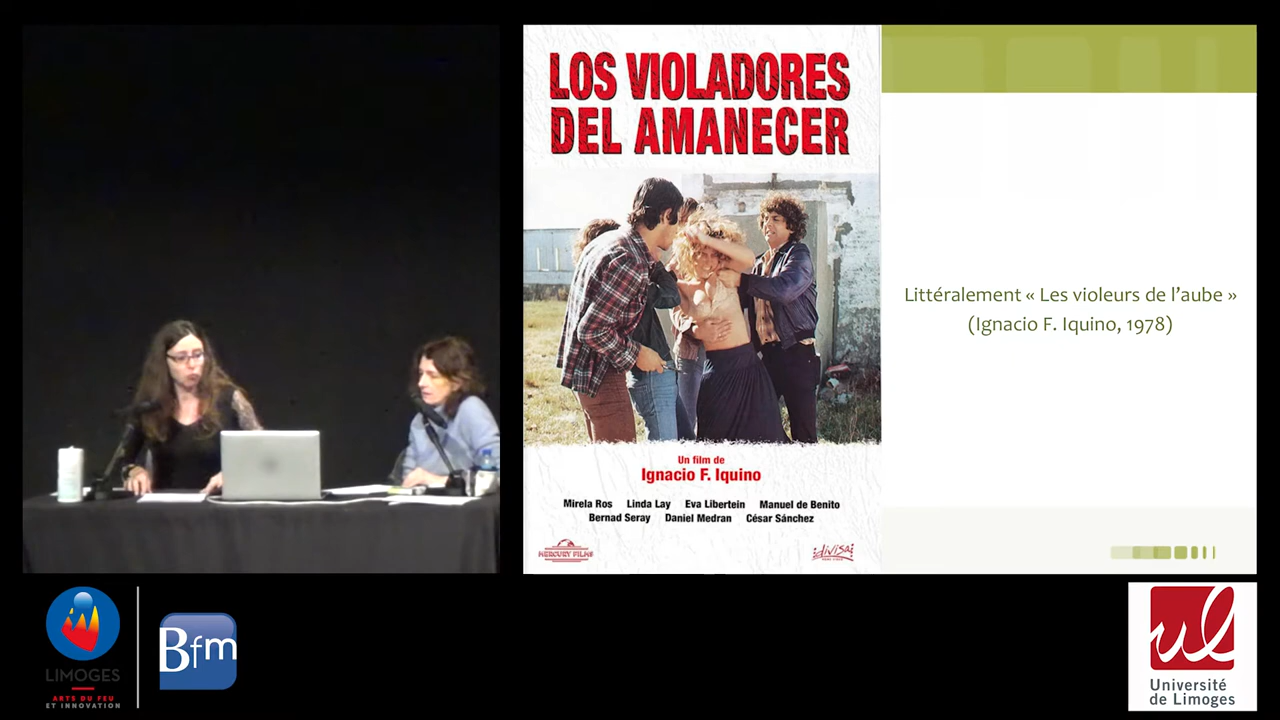 LOS VIOLADORES
DEL AMANECER
Un film de
Ignacio F. Iquino
Mirela Ros Linda Lay Eva Libertein Manuel de Benito
Bernad Seray Daniel Medran César Sánchez
MERCURY FILMS
divisa
Littéralement « Les violeurs de l’aube »
(Ignacio F. Iquino, 1978)
LIMOGES
ARTS DU FEU
ET INNOVATION
Bfm
ul
Université
de Limoges